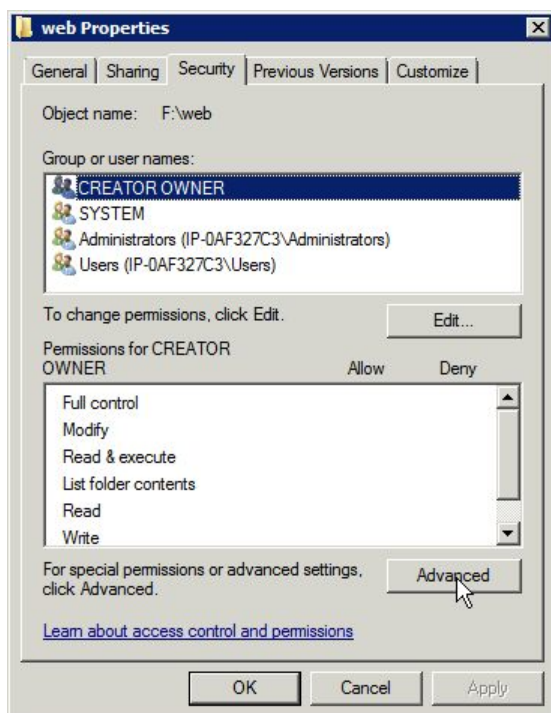 web Properties
General Sharing Security Previous Versions Customize
Object name: F:\web
Group or user names:
CREATOR OWNER
SYSTEM
Administrators (IP-0AF327C3\Administrators)
Users (IP-0AF327C3\Users)
To change permissions, click Edit.
Edit...
Permissions for CREATOR
OWNER
Allow Deny
Full control
Modify
Read & execute
List folder contents
Read
Write
For special permissions or advanced settings,
click Advanced.
Advanced
Learn about access control and permissions
OK Cancel Apply